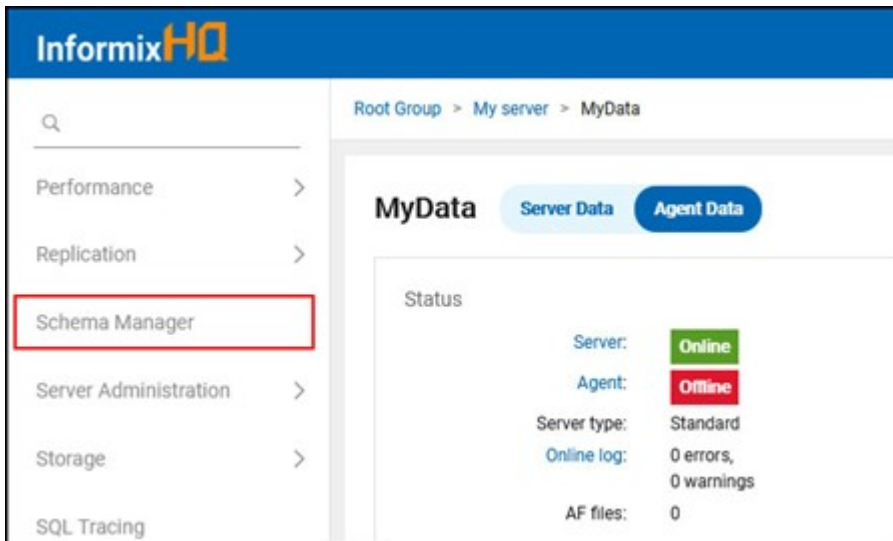 InformixHQ
Root Group > My server > MyData
Performance
Replication
Schema Manager
Server Administration
Storage
SQL Tracing
MyData Server Data Agent Data
Status
Server: Online
Agent: Offline
Server type: Standard
Online log: 0 errors,
0 warnings
AF files: 0